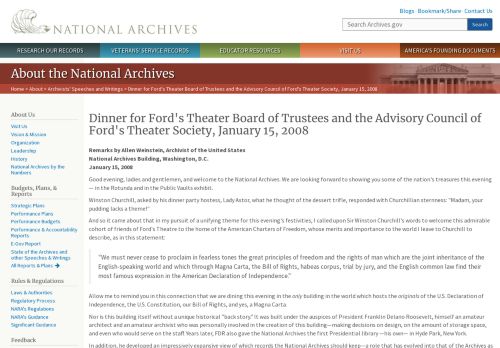 NATIONAL ARCHIVES
Blogs · Bookmark/Share · Contact Us
Search Archives.gov
Search
RESEARCH OUR RECORDS
VETERANS' SERVICE RECORDS
EDUCATOR RESOURCES
VISIT US
AMERICA'S FOUNDING DOCUMENTS
About the National Archives
Home > About > Archivists' Speeches and Writings > Dinner for Ford's Theater Board of Trustees and the Advisory Council of Ford's Theater Society, January 15, 2008
About Us
Visit Us
Vision & Mission
Organization
Leadership
History
National Archives by the
Numbers
Budgets, Plans, &
Reports
Strategic Plans
Performance Plans
Performance Budgets
Performance & Accountability
Reports
E-Gov Report
State of the Archives and
other Speeches & Writings
All Reports & Plans
Rules & Regulations
Laws & Authorities
Regulatory Process
NARA's Regulations
NARA's Guidance
Significant Guidance
Feedback
Dinner for Ford's Theater Board of Trustees and the Advisory Council of
Ford's Theater Society, January 15, 2008
Remarks by Allen Weinstein, Archivist of the United States
National Archives Building, Washington, D.C.
January 15, 2008
Good evening, ladies and gentlemen, and welcome to the National Archives. We are looking forward to showing you some of the nation's treasures this evening
— in the Rotunda and in the Public Vaults exhibit.
Winston Churchill, asked by his dinner party hostess, Lady Astor, what he thought of the dessert trifle, responded with Churchillian sternness: "Madam, your
pudding lacks a theme!"
And so it came about that in my pursuit of a unifying theme for this evening's festivities, I called upon Sir Winston Churchill's words to welcome this admirable
cohort of friends of Ford's Theatre to the home of the American Charters of Freedom, whose merits and importance to the world I leave to Churchill to
describe, as in this statement:
"We must never cease to proclaim in fearless tones the great principles of freedom and the rights of man which are the joint inheritance of the
English-speaking world and which through Magna Carta, the Bill of Rights, habeas corpus, trial by jury, and the English common law find their
most famous expression in the American Declaration of Independence."
Allow me to remind you in this connection that we are dining this evening in the only building in the world which hosts the originals of the U.S. Declaration of
Independence, the U.S. Constitution, our Bill of Rights, and yes, a Magna Carta.
Nor is this building itself without a unique historical "backstory." It was built under the auspices of President Franklin Delano Roosevelt, himself an amateur
architect and an amateur archivist who was personally involved in the creation of this building—making decisions on design, on the amount of storage space,
and even who would serve on the staff. Years later, FDR also gave the National Archives the first Presidential library —his own— in Hyde Park, New York.
In addition, he developed an impressively expansive view of which records the National Archives should keep—a role that has evolved into that of the Archives as